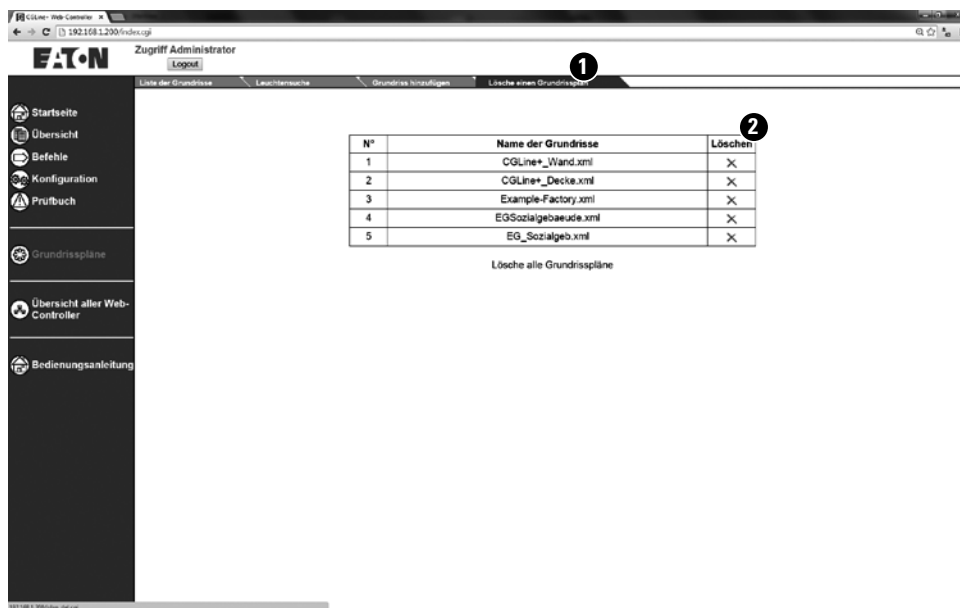 CGLine+ Web-Controller
192.168.1.200/index.cgi
EATON
Zugriff Administrator
Logout
Liste der Grundrisse
Leuchtensuche
Grundriss hinzufügen
Lösche einen Grundrissplan
1
Startseite
Übersicht
Befehle
Konfiguration
Prüfbuch
Grundrisspläne
Übersicht aller Web-
Controller
Bedienungsanleitung
2
N° Name der Grundrisse Löschen
1 CGLine+_Wand.xml
2 CGLine+_Decke.xml
3 Example-Factory.xml
4 EGSozialgebaeude.xml
5 EG_Sozialgeb.xml
Lösche alle Grundrisspläne